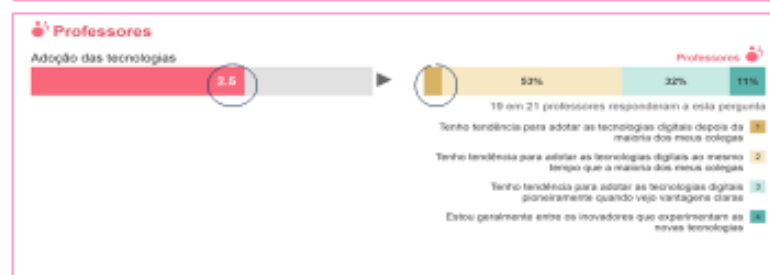 Professores
Adoção das tecnologias
Professores
2.5
53%
32%
11%
19 em 21 professores responderam a esta pergunta
Tenho tendência para adotar as tecnologias digitais depois da 1
maioria dos meus colegas
Tenho tendência para adotar as tecnologias digitais ao mesmo 2
tempo que a maioria dos meus colegas
Tenho tendência para adotar as tecnologias digitais 3
pioneiramente quando vejo vantagens claras
Estou geralmente entre os inovadores que experimentam as 4
novas tecnologias